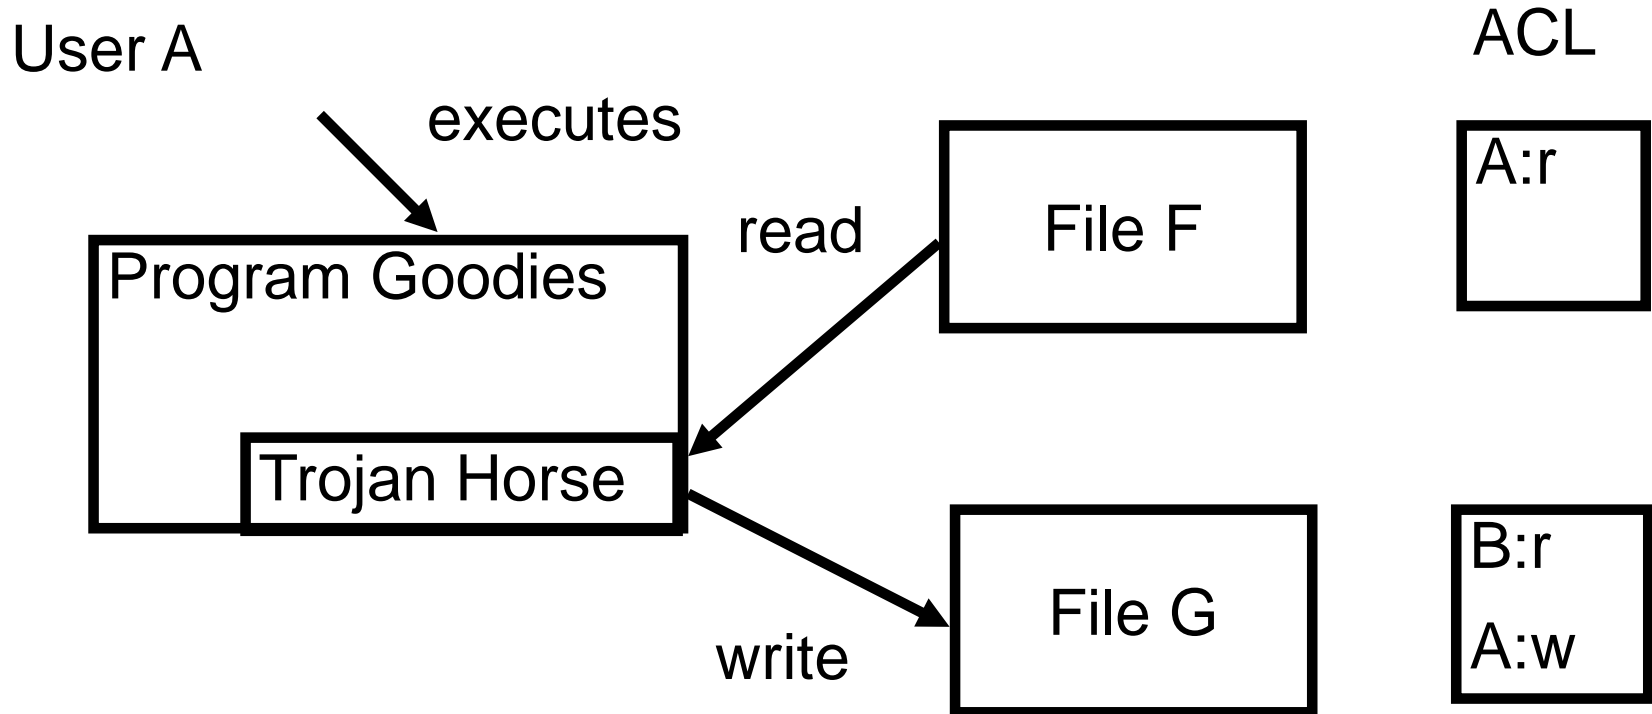 User A
ACL
executes
A:r
read
File F
Program Goodies
Trojan Horse
B:r
File G
A:w
write